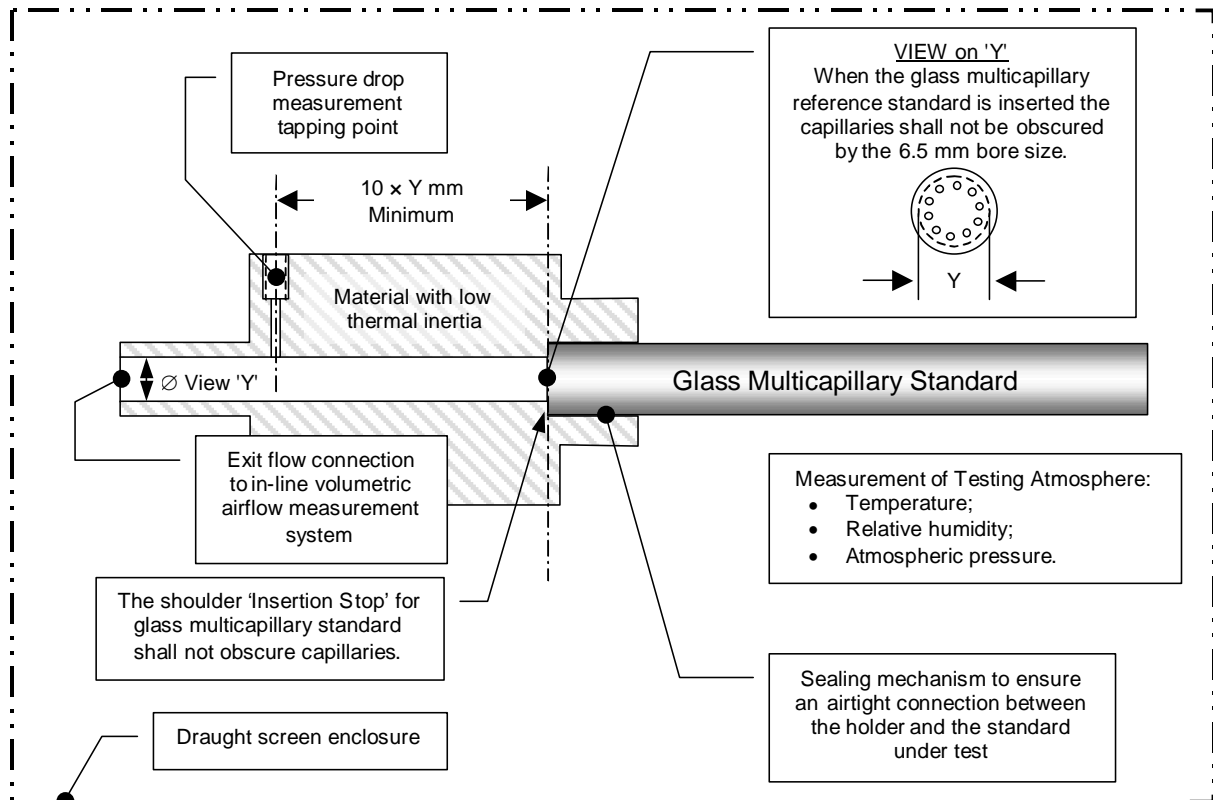 Pressure drop
measurement
tapping point
VIEW on 'Y'
When the glass multicapillary
reference standard is inserted the
capillaries shall not be obscured
by the 6.5 mm bore size.
Y
10 × Y mm
Minimum
Material with low
thermal inertia
∅ View 'Y'
Glass Multicapillary Standard
Exit flow connection
to in-line volumetric
airflow measurement
system
Measurement of Testing Atmosphere:
• Temperature;
• Relative humidity;
• Atmospheric pressure.
The shoulder ‘Insertion Stop’ for
glass multicapillary standard
shall not obscure capillaries.
Sealing mechanism to ensure
an airtight connection between
the holder and the standard
under test
Draught screen enclosure